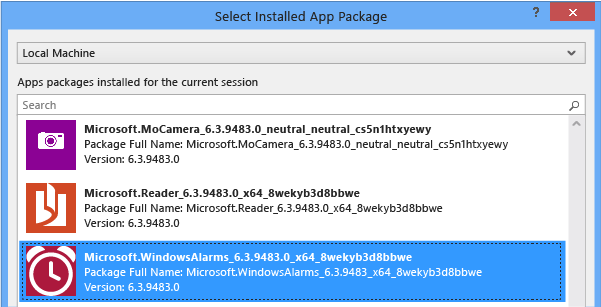 Select Installed App Package
?
Local Machine
Apps packages installed for the current session
Search
Microsoft.MoCamera_6.3.9483.0_neutral_neutral_cs5n1htxyewy
Package Full Name: Microsoft.MoCamera_6.3.9483.0_neutral_neutral_cs5n1htxyewy
Version: 6.3.9483.0
Microsoft.Reader_6.3.9483.0_x64_8wekyb3d8bbwe
Package Full Name: Microsoft.Reader_6.3.9483.0_x64_8wekyb3d8bbwe
Version: 6.3.9483.0
Microsoft.WindowsAlarms_6.3.9483.0_x64_8wekyb3d8bbwe
Package Full Name: Microsoft.WindowsAlarms_6.3.9483_x64_8wekyb3d8bbwe
Version: 6.3.9483.0